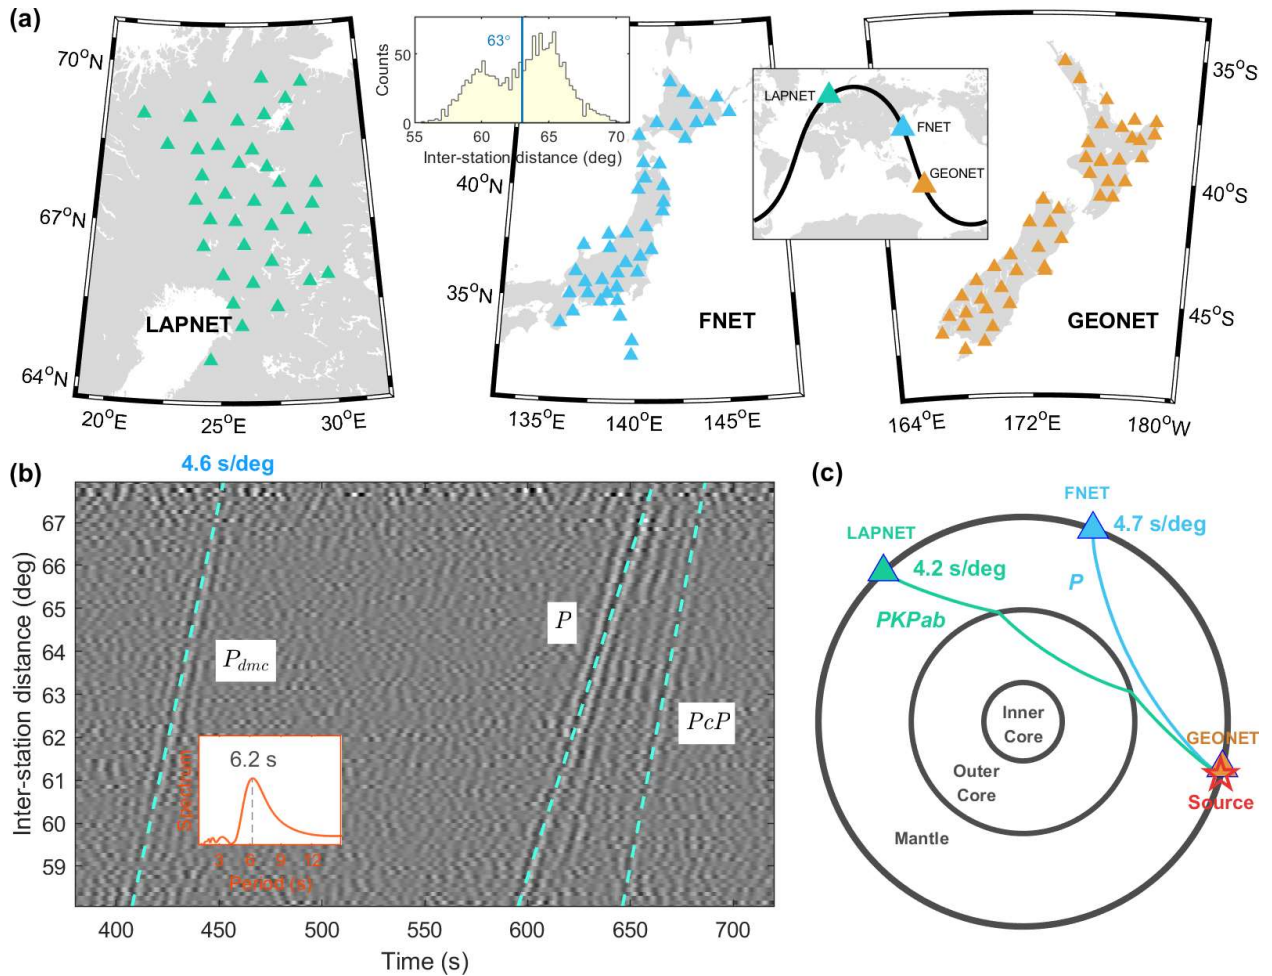 (a)
70°N
67°N
64°N
20°E
25°E
30°E
LAPNET
Counts
50
0
63°
55
60
65
70
Inter-station distance (deg)
40°N
35°N
135°E
140°E
145°E
FNET
LAPNET
FNET
GEONET
35°S
40°S
45°S
164°E
172°E
180°W
GEONET
(b)
4.6 s/deg
Inter-station distance (deg)
67
66
65
64
63
62
61
60
59
400
450
500
550
600
650
700
Time (s)
Pdmc
P
PcP
6.2 s
Spectrum
3
6
9
12
Period (s)
(c)
FNET
4.7 s/deg
LAPNET
4.2 s/deg
P
PKPab
Inner
Core
Outer
Core
Mantle
GEONET
Source